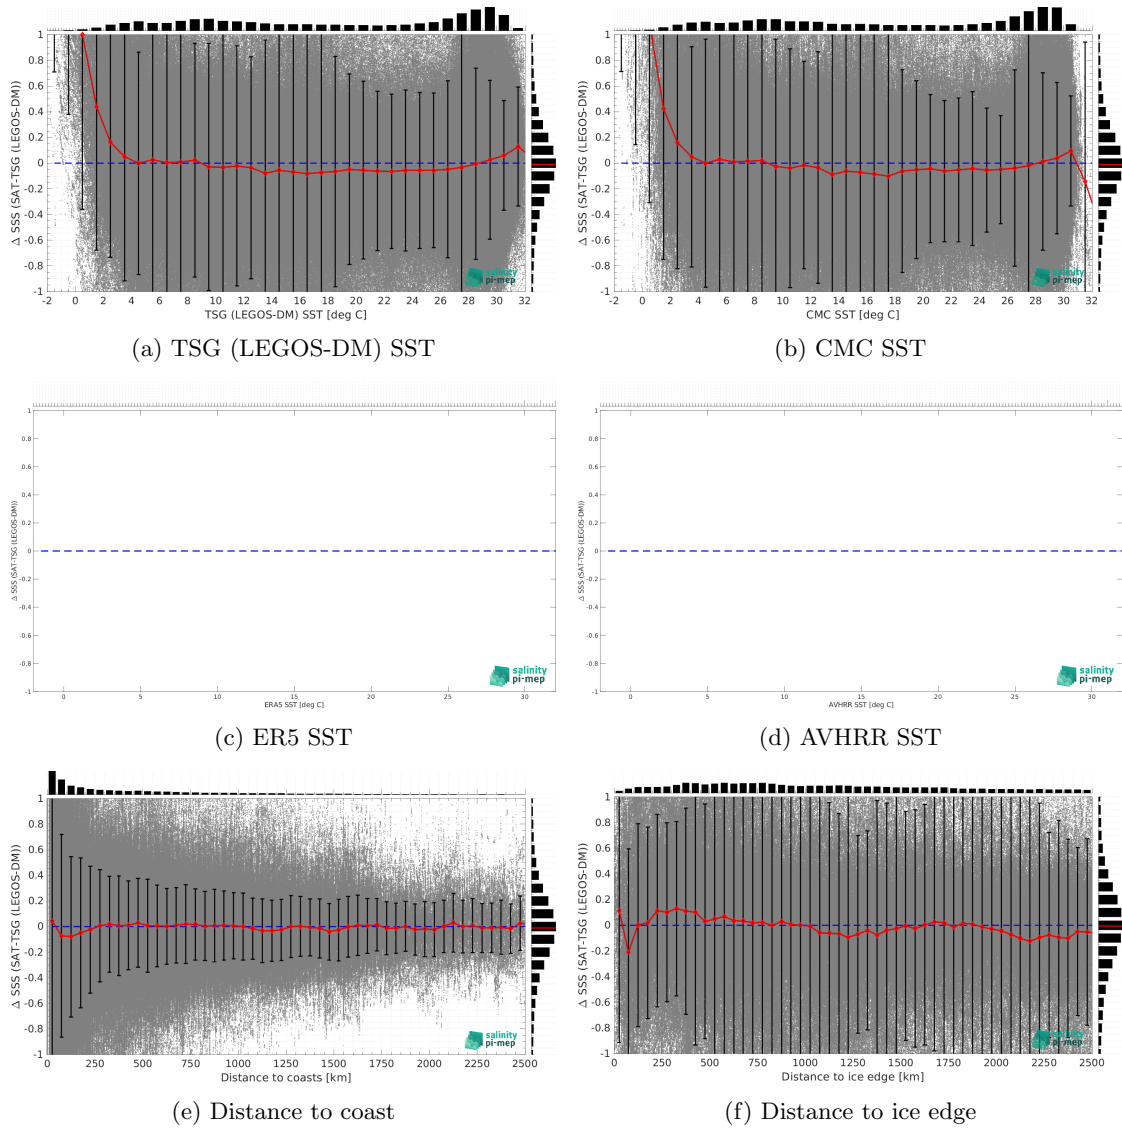 1
0.8
0.6
0.4
0.2
0
-0.2
-0.4
-0.6
-0.8
-1
Δ SSS (SAT-TSG (LEGOS-DM))
-2 0 2 4 6 8 10 12 14 16 18 20 22 24 26 28 30 32
TSG (LEGOS-DM) SST [deg C]
salinity
pi-mep
(a) TSG (LEGOS-DM) SST
1
0.8
0.6
0.4
0.2
0
-0.2
-0.4
-0.6
-0.8
-1
Δ SSS (SAT-TSG (LEGOS-DM))
-2 0 2 4 6 8 10 12 14 16 18 20 22 24 26 28 30 32
CMC SST [deg C]
salinity
pi-mep
(b) CMC SST
1
0.8
0.6
0.4
0.2
0
-0.2
-0.4
-0.6
-0.8
-1
Δ SSS (SAT-TSG (LEGOS-DM))
0 5 10 15 20 25 30
ERA5 SST [deg C]
salinity
pi-mep
(c) ER5 SST
1
0.8
0.6
0.4
0.2
0
-0.2
-0.4
-0.6
-0.8
-1
Δ SSS (SAT-TSG (LEGOS-DM))
0 5 10 15 20 25 30
AVHRR SST [deg C]
salinity
pi-mep
(d) AVHRR SST
1
0.8
0.6
0.4
0.2
0
-0.2
-0.4
-0.6
-0.8
-1
Δ SSS (SAT-TSG (LEGOS-DM))
0 250 500 750 1000 1250 1500 1750 2000 2250 2500
Distance to coasts [km]
salinity
pi-mep
(e) Distance to coast
1
0.8
0.6
0.4
0.2
0
-0.2
-0.4
-0.6
-0.8
-1
Δ SSS (SAT-TSG (LEGOS-DM))
0 250 500 750 1000 1250 1500 1750 2000 2250 2500
Distance to ice edge [km]
salinity
pi-mep
(f) Distance to ice edge